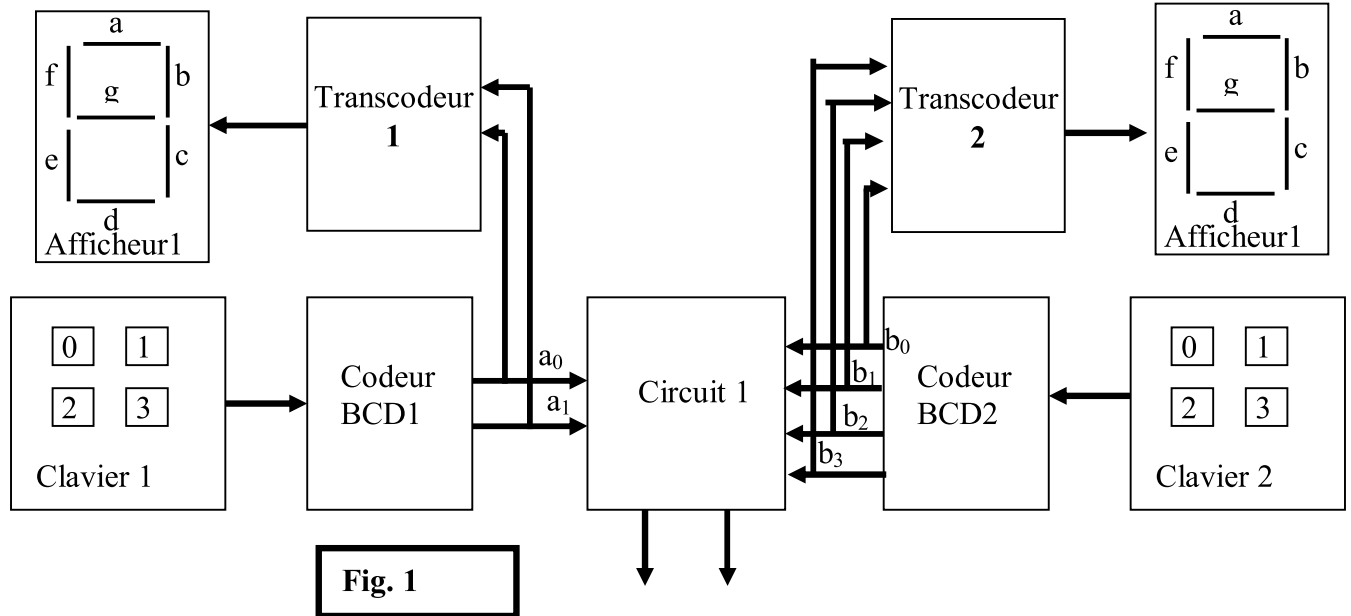 a
f
b
g
e
c
d
Afficheur1
Transcodeur
1
Transcodeur
2
a
f
b
g
e
c
d
Afficheur1
0 1
2 3
Clavier 1
Codeur
BCD1
a₀
a₁
Circuit 1
b₀
b₁
b₂
b₃
Codeur
BCD2
0 1
2 3
Clavier 2
Fig. 1